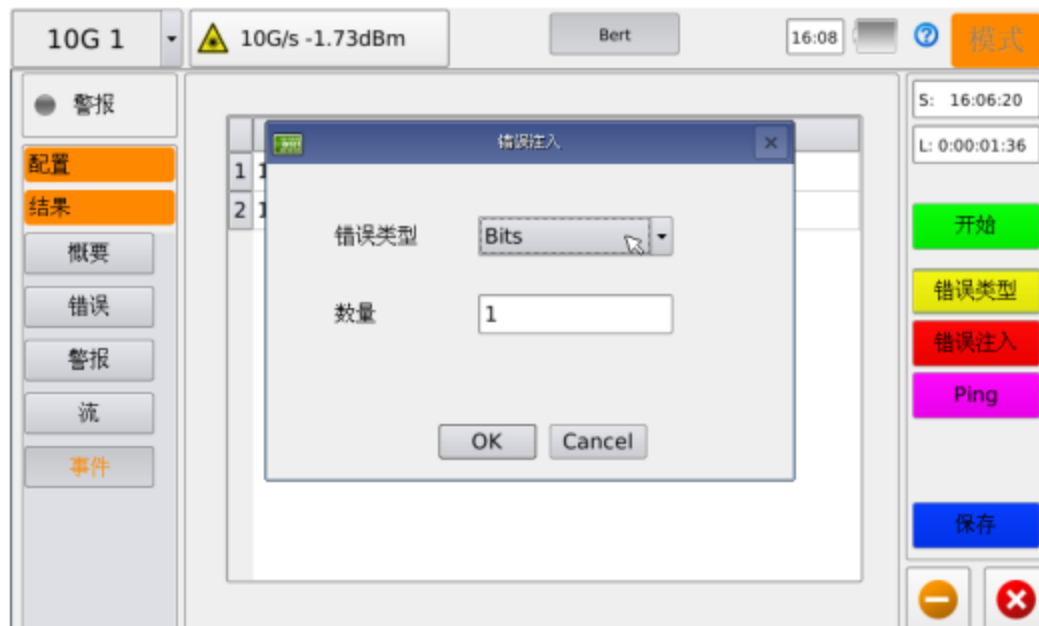 10G 1
10G/s -1.73dBm
Bert
16:08
模式
警报
配置
结果
概要
错误
警报
流
事件
1 1
2 1
错误注入
错误类型
Bits
数量
1
OK
Cancel
S: 16:06:20
L: 0:00:01:36
开始
错误类型
错误注入
Ping
保存